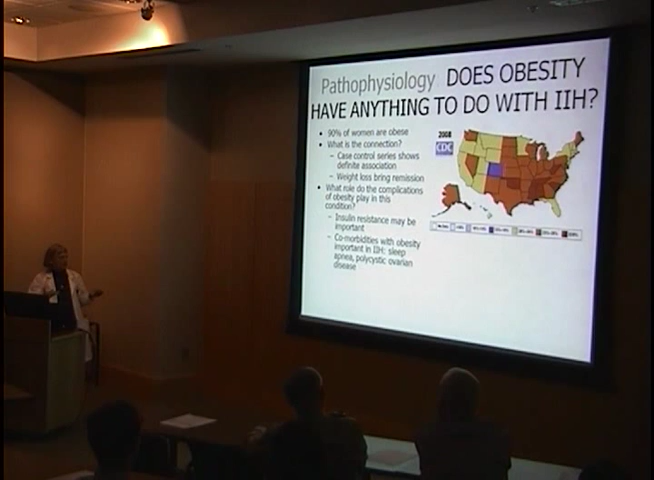 Pathophysiology DOES OBESITY
HAVE ANYTHING TO DO WITH IIH?
• 90% of women are obese
• What is the connection?
– Case control series shows
definite association
– Weight loss bring remission
• What role do the complications
of obesity play in this
condition?
– Insulin resistance may be
important
– Co-morbidities with obesity
important in IIH: sleep
apnea, polycystic ovarian
disease
2008
CDC